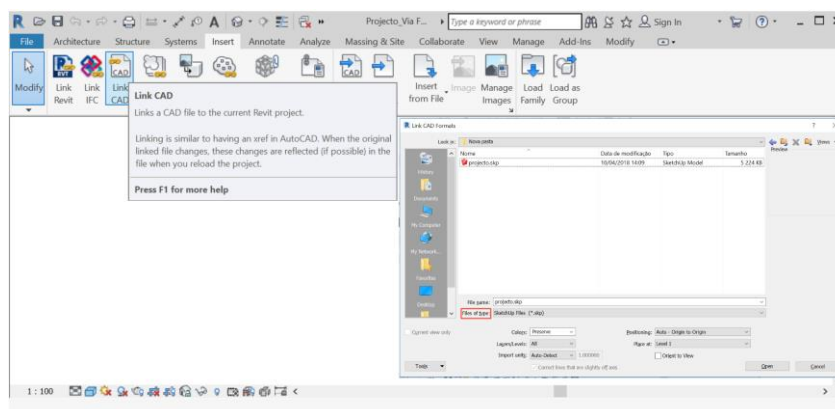 Projecto_Via F...
Type a keyword or phrase
Sign In
File Architecture Structure Systems Insert Annotate Analyze Massing & Site Collaborate View Manage Add-Ins Modify
Modify
Link Revit
Link IFC
Link CAD
Insert from File
Image
Manage Images
Load Family
Load as Group
Link CAD
Links a CAD file to the current Revit project.
Linking is similar to having an xref in AutoCAD. When the original
linked file changes, these changes are reflected (if possible) in the
file when you reload the project.
Press F1 for more help
Link CAD Formats
Look in: Nova pasta
Views
Preview
Nome Data de modificação Tipo Tamanho
projecto.skp 10/04/2018 14:09 SketchUp Model 5 224 KB
History
Documents
My Computer
My Network...
Favorites
Desktop
File name: projecto.skp
Files of type: SketchUp Files (*.skp)
Current view only
Colors: Preserve
Positioning: Auto - Origin to Origin
Layers/Levels: All
Place at: Level 1
Import units: Auto-Detect 1.000000
Orient to View
Correct lines that are slightly off axis
Tools
Open
Cancel
1 : 100